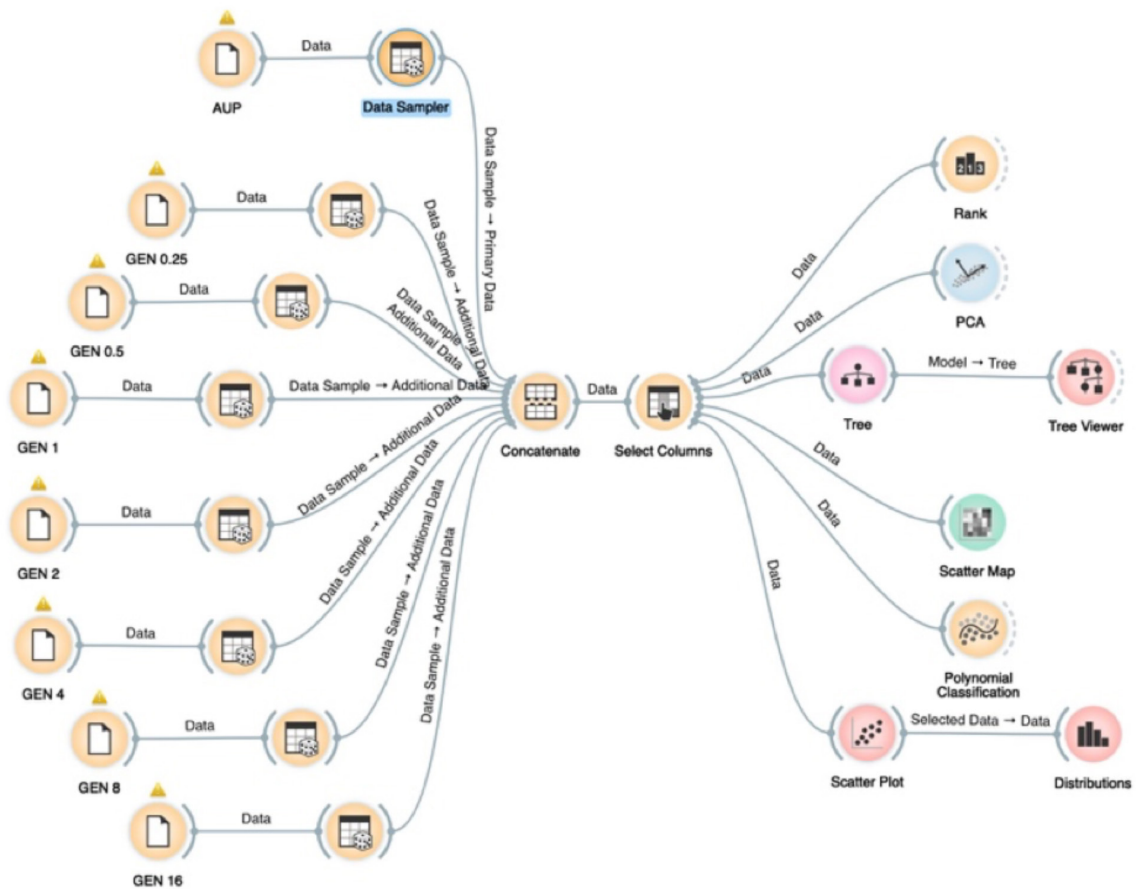 Data
AUP
Data Sampler
Data Sample → Primary Data
Data
GEN 0.25
Data Sample → Additional Data
Data
GEN 0.5
Data Sample →
Additional Data
Data
GEN 1
Data Sample → Additional Data
Data
GEN 2
Data Sample → Additional Data
Data
GEN 4
Data Sample → Additional Data
Data
GEN 8
Data Sample → Additional Data
Data
GEN 16
Data Sample → Additional Data
Concatenate
Data
Select Columns
Data
213
Rank
Data
PCA
Data
Tree
Model → Tree
Tree Viewer
Data
Scatter Map
Data
Polynomial
Classification
Data
Scatter Plot
Selected Data → Data
Distributions